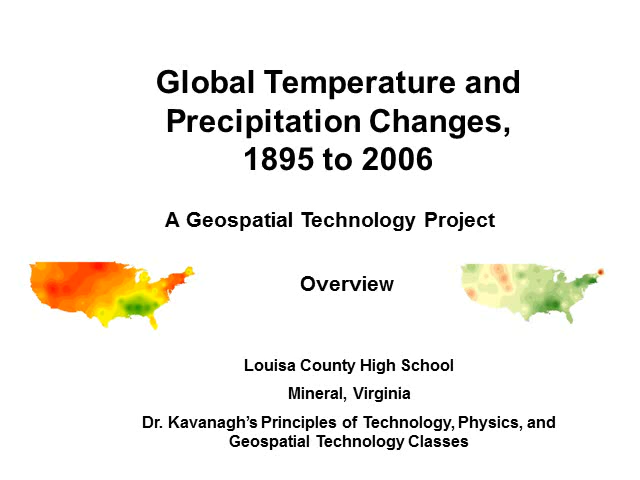 Global Temperature and
Precipitation Changes,
1895 to 2006
A Geospatial Technology Project
Overview
Louisa County High School
Mineral, Virginia
Dr. Kavanagh's Principles of Technology, Physics, and
Geospatial Technology Classes